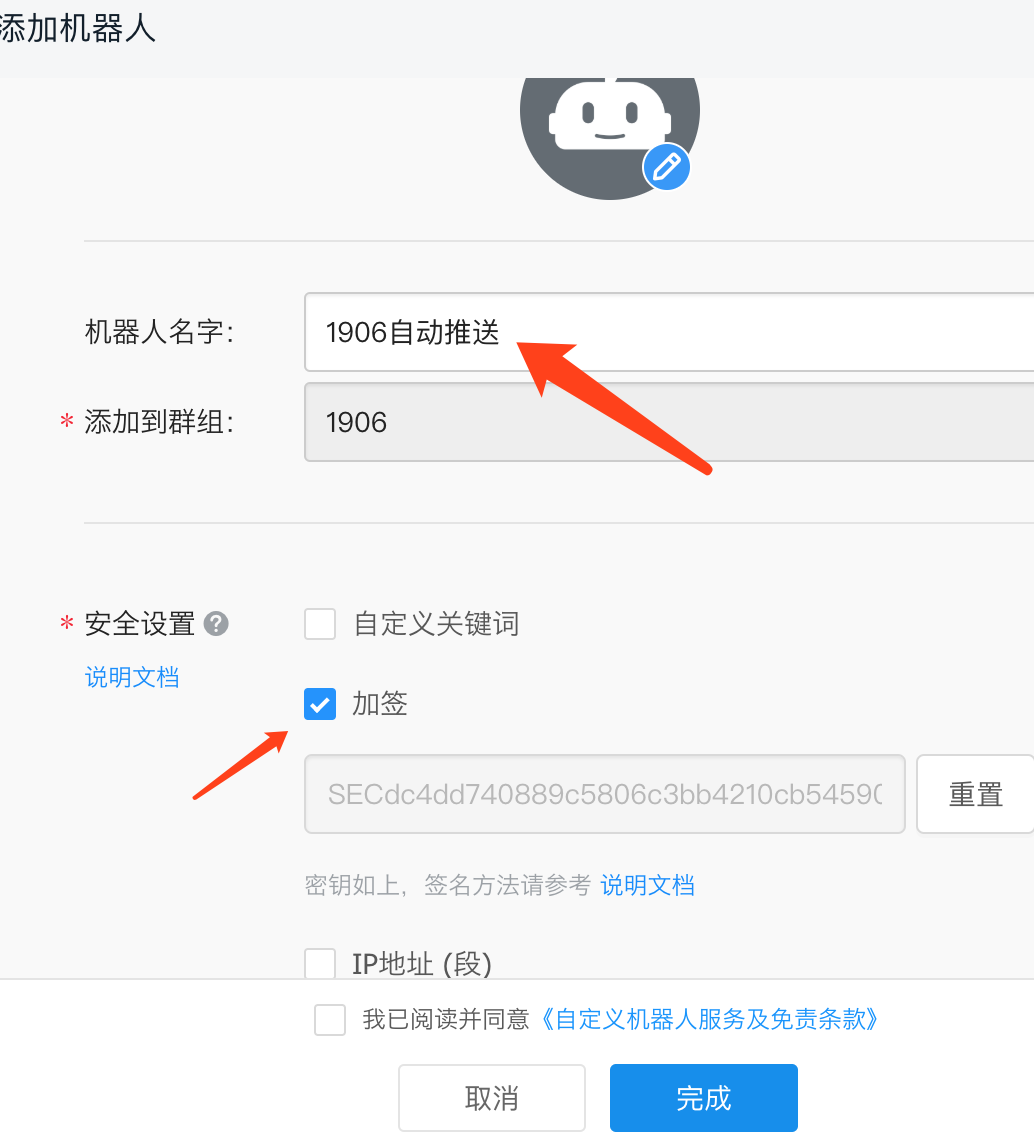 添加机器人
机器人名字:
1906自动推送
* 添加到群组:
1906
* 安全设置 ?
自定义关键词
说明文档
加签
SECdc4dd740889c5806c3bb4210cb54590
重置
密钥如上，签名方法请参考 说明文档
IP地址 (段)
我已阅读并同意《自定义机器人服务及免责条款》
取消
完成